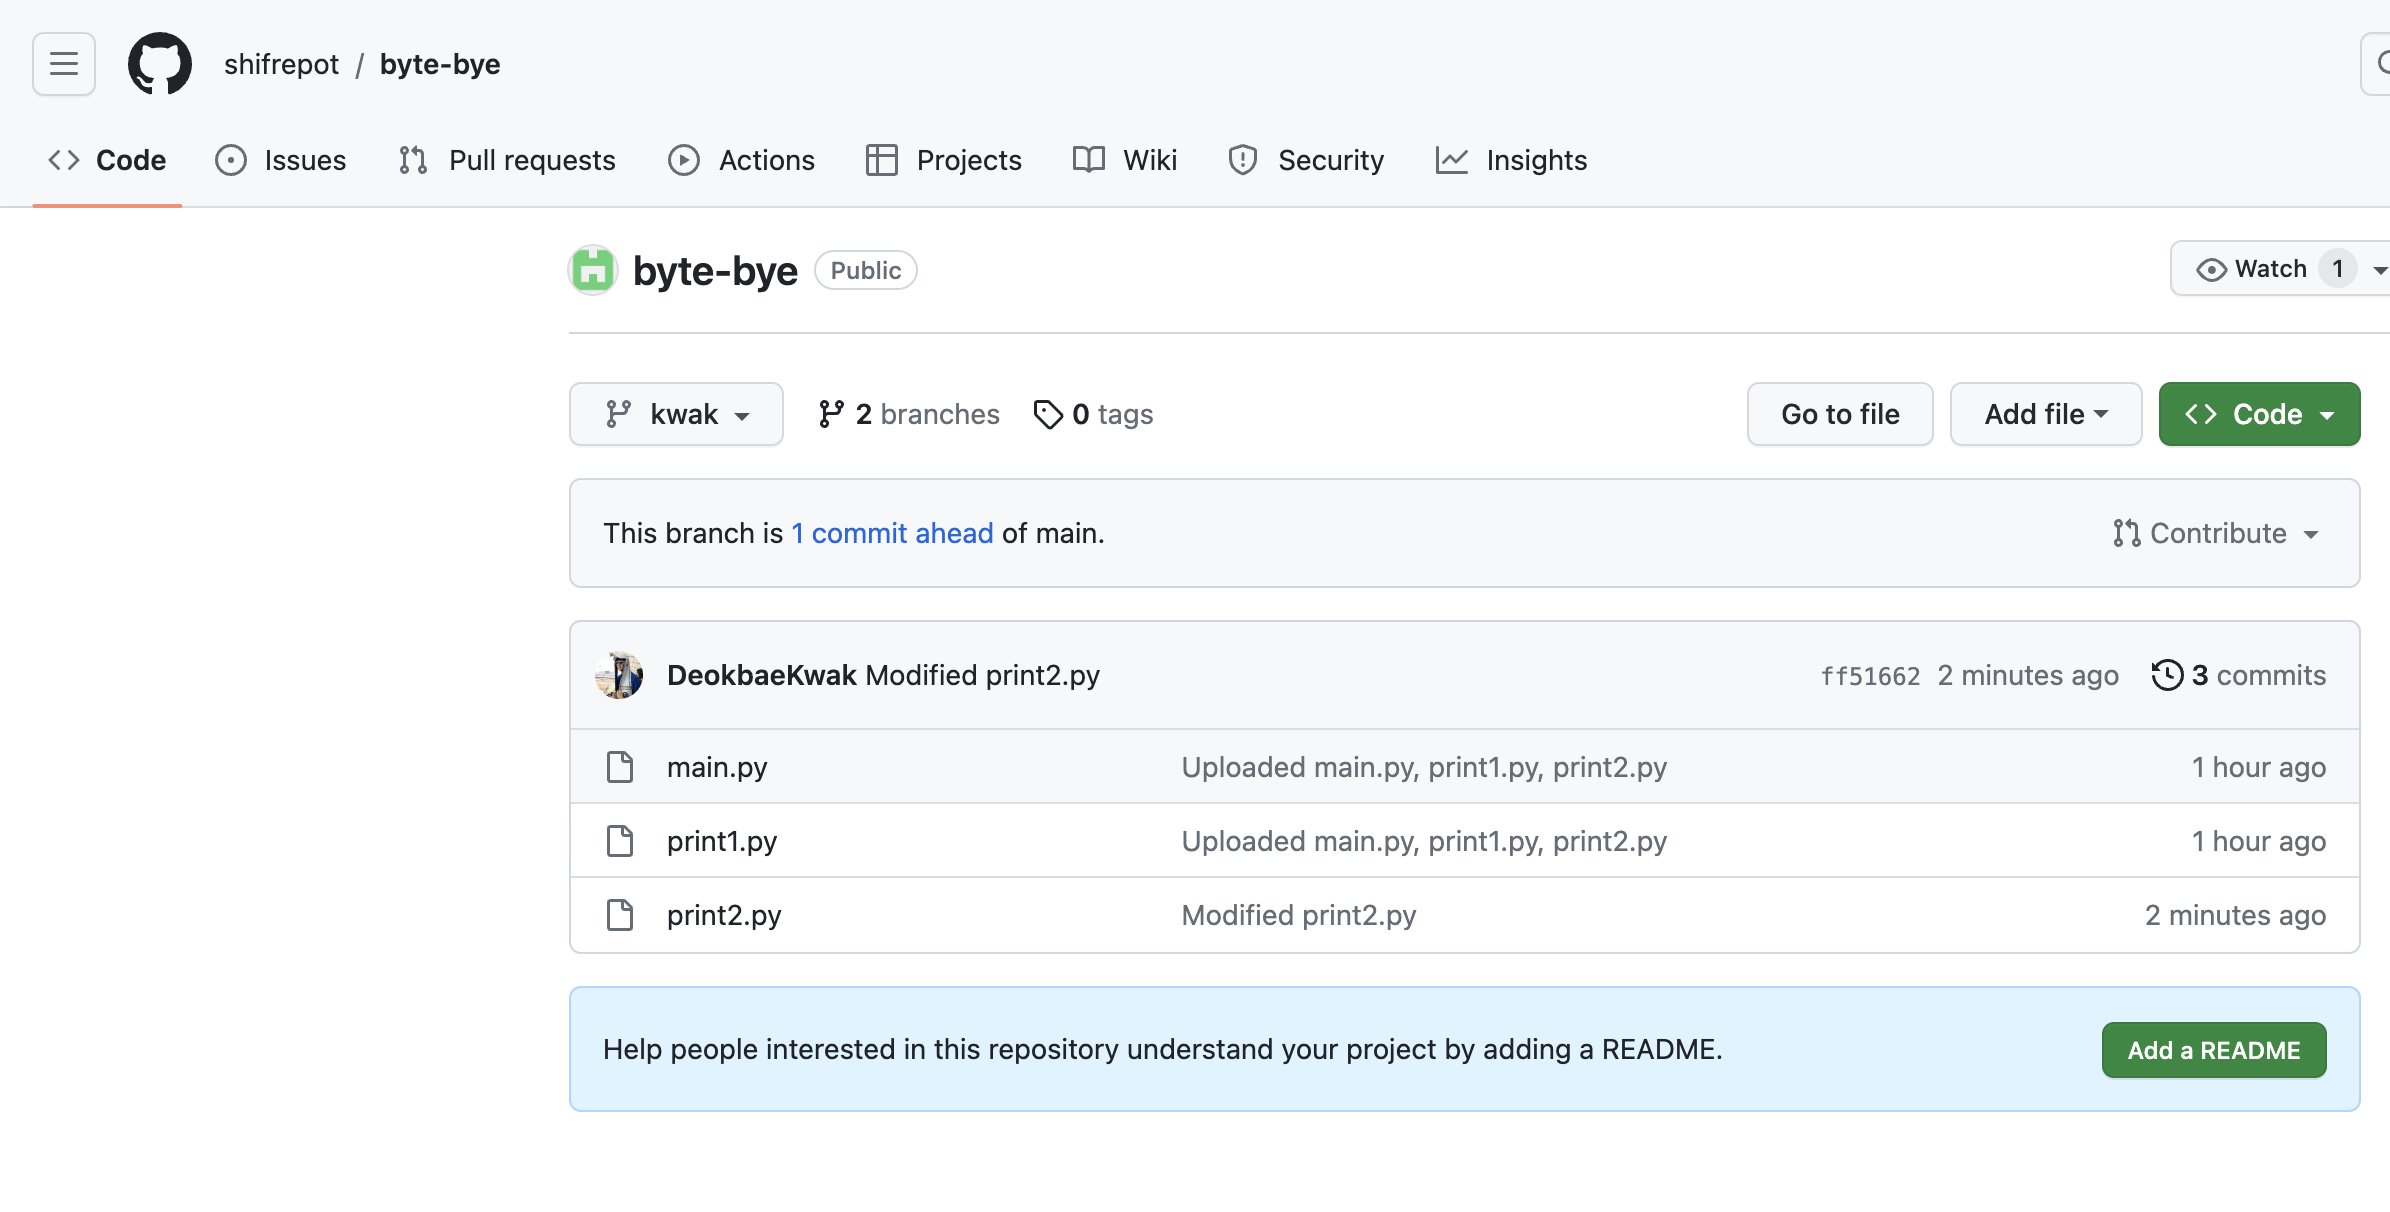 shifrepot / byte-bye
Code Issues Pull requests Actions Projects Wiki Security Insights
byte-bye Public
Watch 1
kwak 2 branches 0 tags Go to file Add file Code
This branch is 1 commit ahead of main. Contribute
DeokbaeKwak Modified print2.py ff51662 2 minutes ago 3 commits
main.py Uploaded main.py, print1.py, print2.py 1 hour ago
print1.py Uploaded main.py, print1.py, print2.py 1 hour ago
print2.py Modified print2.py 2 minutes ago
Help people interested in this repository understand your project by adding a README. Add a README